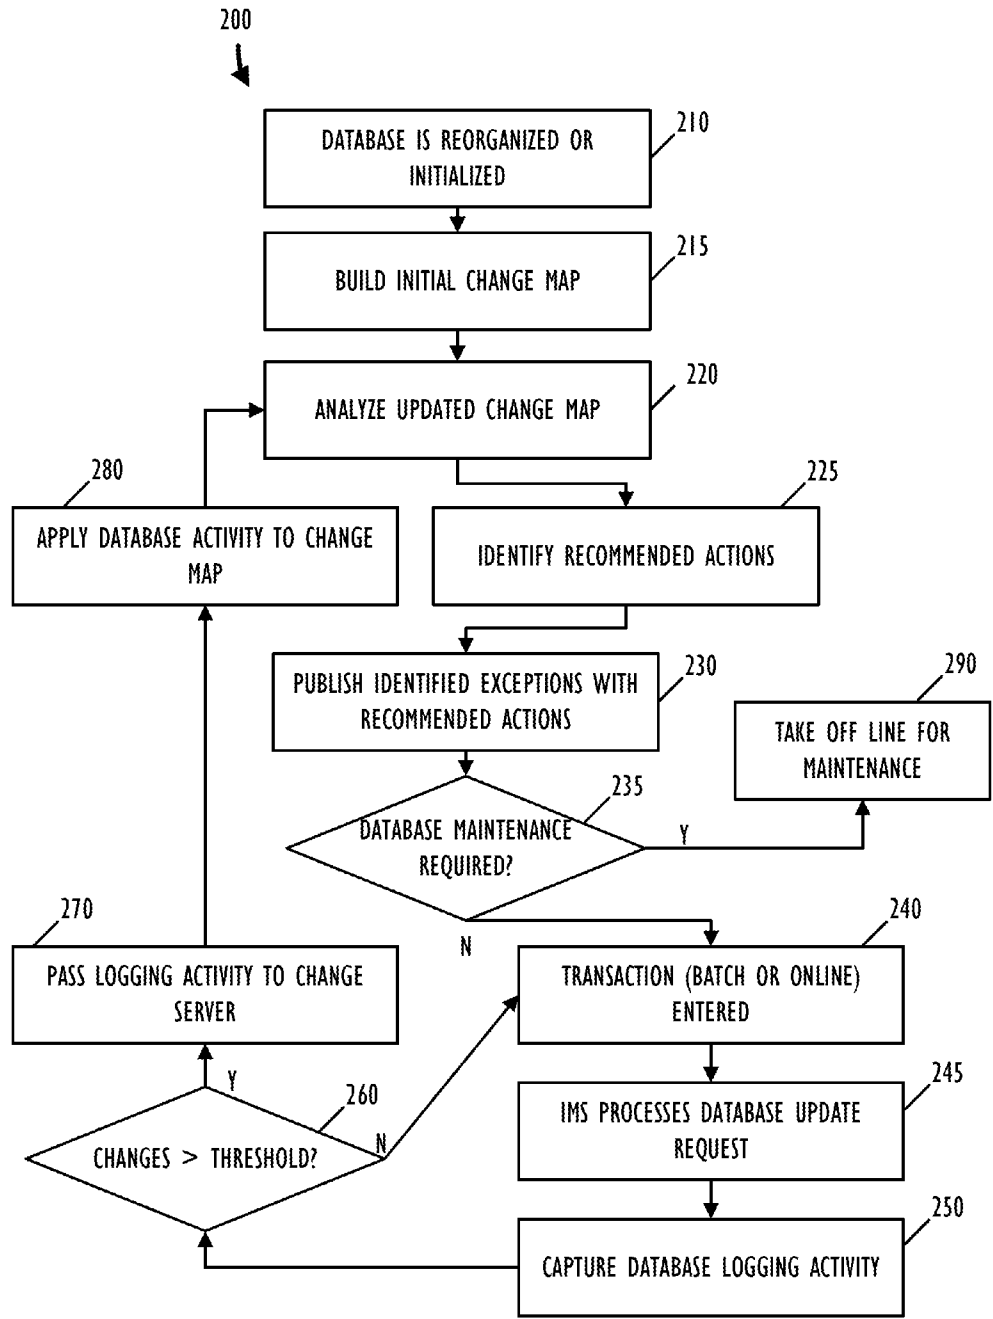 200
DATABASE IS REORGANIZED OR
INITIALIZED
210
BUILD INITIAL CHANGE MAP
215
ANALYZE UPDATED CHANGE MAP
220
280
APPLY DATABASE ACTIVITY TO CHANGE
MAP
225
IDENTIFY RECOMMENDED ACTIONS
PUBLISH IDENTIFIED EXCEPTIONS WITH
RECOMMENDED ACTIONS
230
290
TAKE OFF LINE FOR
MAINTENANCE
235
DATABASE MAINTENANCE
REQUIRED?
Y
N
270
PASS LOGGING ACTIVITY TO CHANGE
SERVER
240
TRANSACTION (BATCH OR ONLINE)
ENTERED
Y
260
CHANGES > THRESHOLD?
N
245
IMS PROCESSES DATABASE UPDATE
REQUEST
250
CAPTURE DATABASE LOGGING ACTIVITY